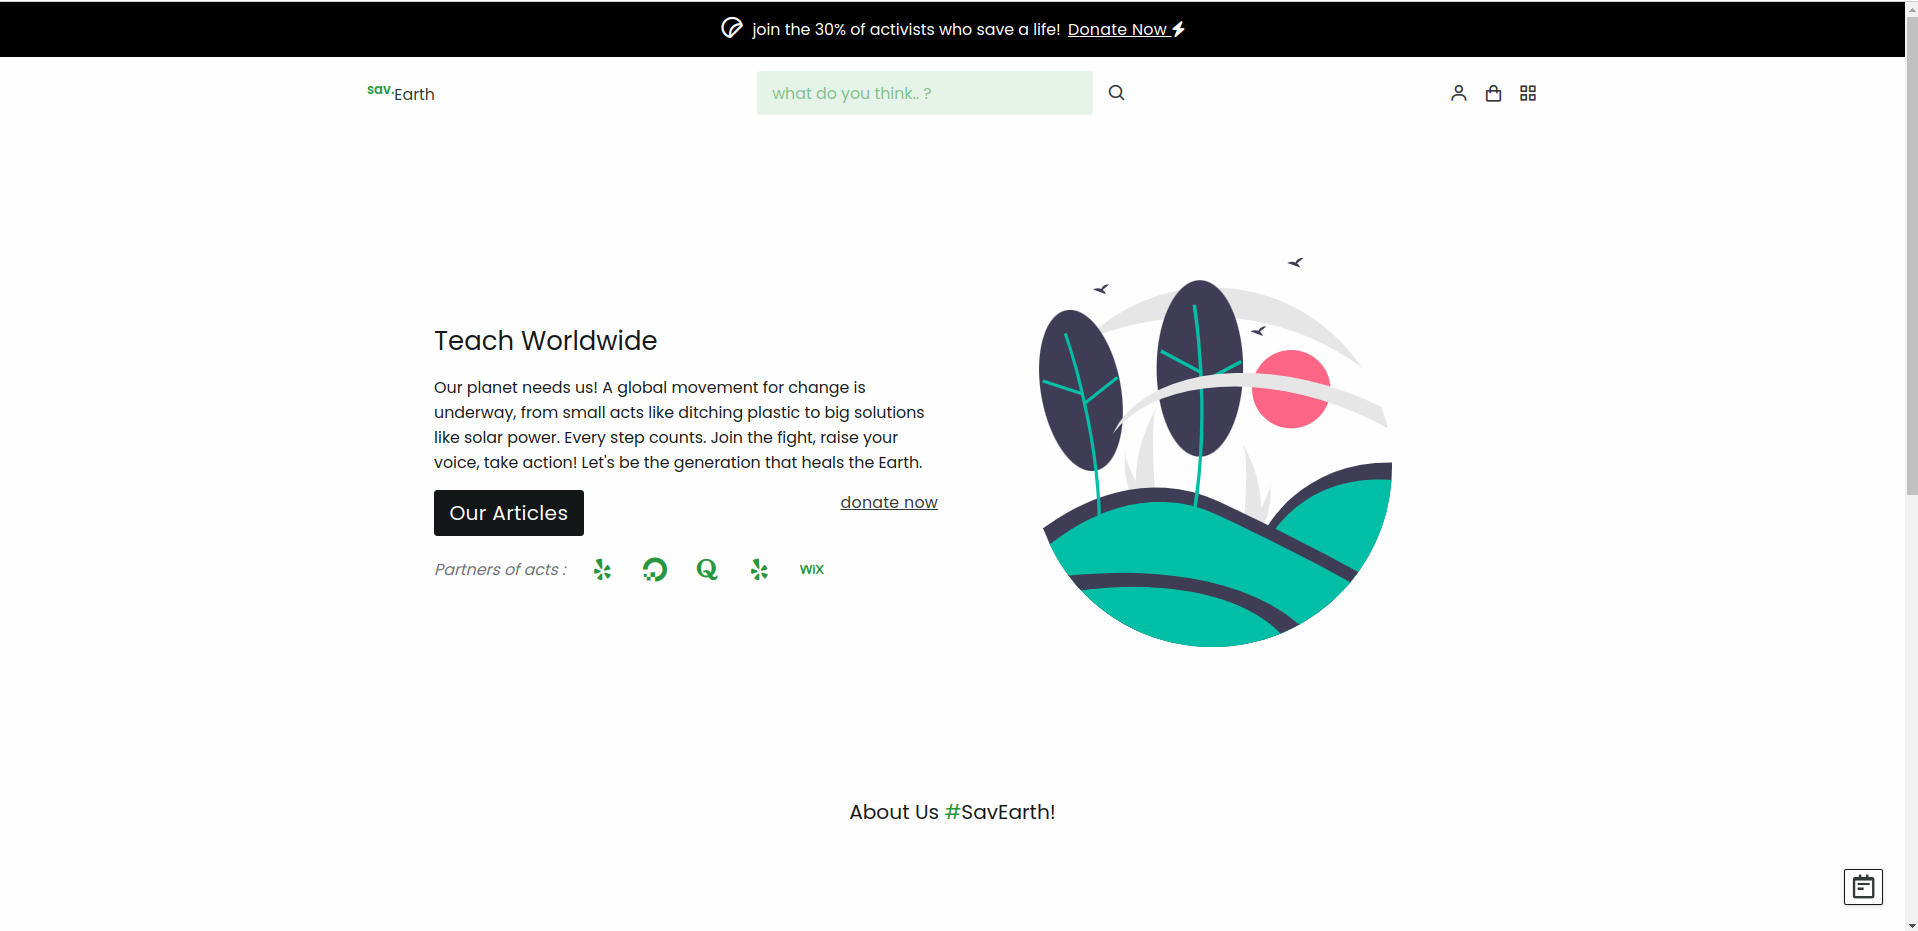 join the 30% of activists who save a life! Donate Now
sav.Earth
what do you think.. ?
Teach Worldwide
Our planet needs us! A global movement for change is
underway, from small acts like ditching plastic to big solutions
like solar power. Every step counts. Join the fight, raise your
voice, take action! Let's be the generation that heals the Earth.
Our Articles
donate now
Partners of acts :
Q
WiX
About Us #SavEarth!